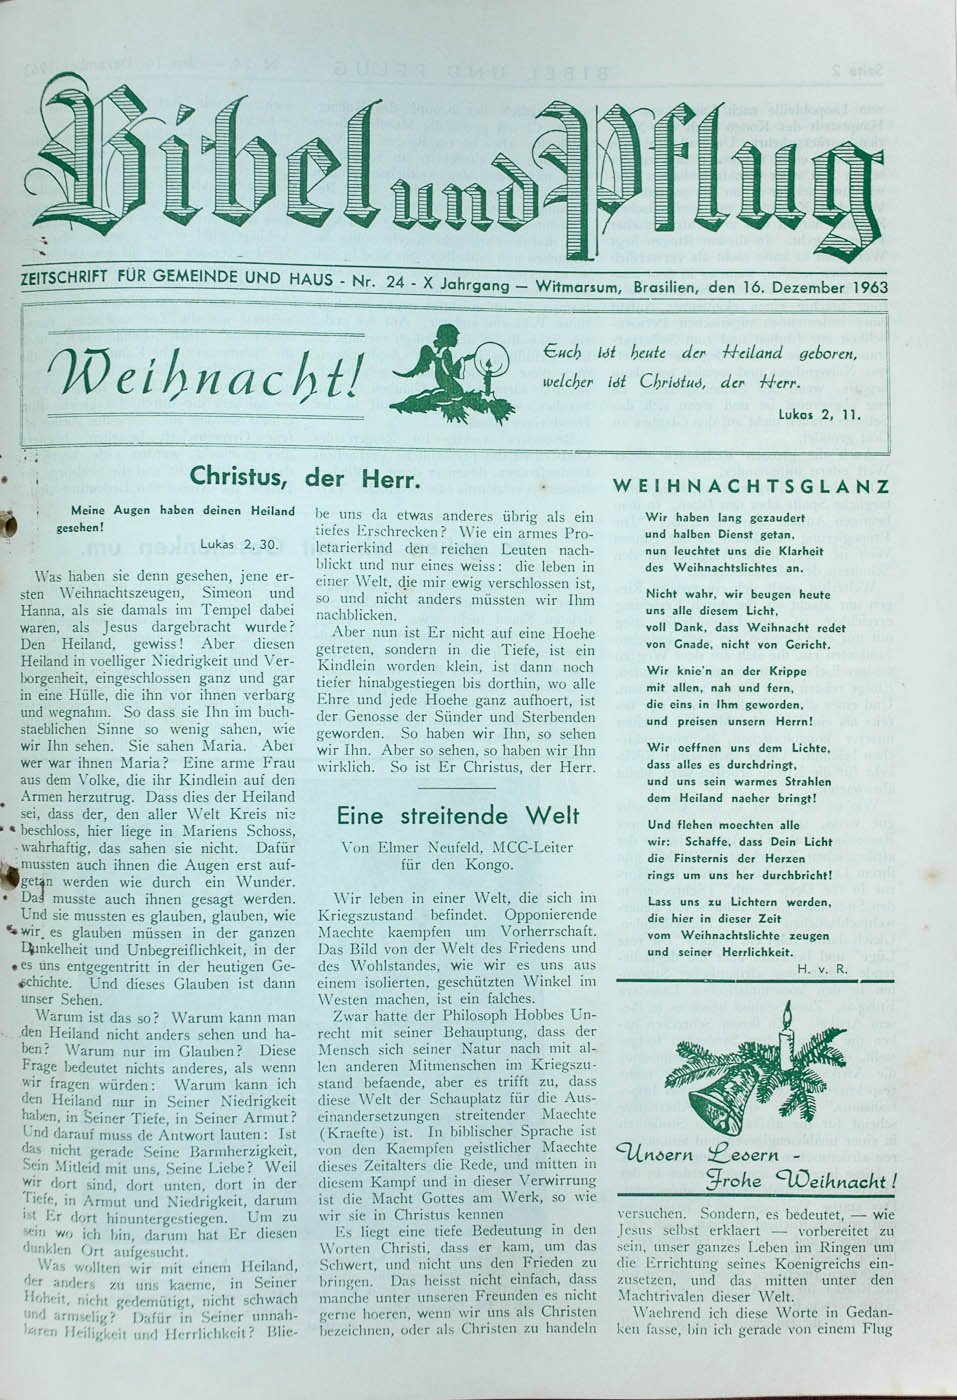 Bibel und Pflug
ZEITSCHRIFT FÜR GEMEINDE UND HAUS - Nr. 24 - X Jahrgang — Witmarsum, Brasilien, den 16. Dezember 1963
Weihnacht!
Euch ist heute der Heiland geboren,
welcher ist Christus, der Herr.
Lukas 2, 11.
Christus, der Herr.
Meine Augen haben deinen Heiland
gesehen!
Lukas 2, 30.
Was haben sie denn gesehen, jene er-
sten Weihnachtszeugen, Simeon und
Hanna, als sie damals im Tempel dabei
waren, als Jesus dargebracht wurde?
Den Heiland, gewiss! Aber diesen
Heiland in voelliger Niedrigkeit und Ver-
borgenheit, eingeschlossen ganz und gar
in eine Hülle, die ihn vor ihnen verbarg
und wegnahm. So dass sie Ihn im buch-
staeblichen Sinne so wenig sahen, wie
wir Ihn sehen. Sie sahen Maria. Aber
wer war ihnen Maria? Eine arme Frau
aus dem Volke, die ihr Kindlein auf den
Armen herzutrug. Dass dies der Heiland
sei, dass der, den aller Welt Kreis nie
beschloss, hier liege in Mariens Schoss,
wahrhaftig, das sahen sie nicht. Dafür
mussten auch ihnen die Augen erst auf-
getan werden wie durch ein Wunder.
Das musste auch ihnen gesagt werden.
Und sie mussten es glauben, glauben, wie
wir es glauben müssen in der ganzen
Dunkelheit und Unbegreiflichkeit, in der
es uns entgegentritt in der heutigen Ge-
schichte. Und dieses Glauben ist dann
unser Sehen.
Warum ist das so? Warum kann man
den Heiland nicht anders sehen und ha-
ben? Warum nur im Glauben? Diese
Frage bedeutet nichts anderes, als wenn
wir fragen würden: Warum kann ich
den Heiland nur in Seiner Niedrigkeit
haben, in Seiner Tiefe, in Seiner Armut?
Und darauf muss de Antwort lauten: Ist
das nicht gerade Seine Barmherzigkeit,
Sein Mitleid mit uns, Seine Liebe? Weil
wir dort sind, dort unten, dort in der
Tiefe, in Armut und Niedrigkeit, darum
ist Er dort hinuntergestiegen. Um zu
sein wo ich bin, darum hat Er diesen
dunklen Ort aufgesucht.
Was wollten wir mit einem Heiland,
der anders zu uns kaeme, in Seiner
Hoheit, nicht gedemütigt, nicht schwach
und armselig? Dafür in Seiner unnah-
baren Heiligkeit und Herrlichkeit? Blie-
be uns da etwas anderes übrig als ein
tiefes Erschrecken? Wie ein armes Pro-
letarierkind den reichen Leuten nach-
blickt und nur eines weiss: die leben in
einer Welt, die mir ewig verschlossen ist,
so und nicht anders müssten wir Ihm
nachblicken.
Aber nun ist Er nicht auf eine Hoehe
getreten, sondern in die Tiefe, ist ein
Kindlein worden klein, ist dann noch
tiefer hinabgestiegen bis dorthin, wo alle
Ehre und jede Hoehe ganz aufhoert, ist
der Genosse der Sünder und Sterbenden
geworden. So haben wir Ihn, so sehen
wir Ihn. Aber so sehen, so haben wir Ihn
wirklich. So ist Er Christus, der Herr.
Eine streitende Welt
Von Elmer Neufeld, MCC-Leiter
für den Kongo.
Wir leben in einer Welt, die sich im
Kriegszustand befindet. Opponierende
Maechte kaempfen um Vorherrschaft.
Das Bild von der Welt des Friedens und
des Wohlstandes, wie wir es uns aus
einem isolierten, geschützten Winkel im
Westen machen, ist ein falches.
Zwar hatte der Philosoph Hobbes Un-
recht mit seiner Behauptung, dass der
Mensch sich seiner Natur nach mit al-
len anderen Mitmenschen im Kriegszu-
stand befaende, aber es trifft zu, dass
diese Welt der Schauplatz für die Aus-
einandersetzungen streitender Maechte
(Kraefte) ist. In biblischer Sprache ist
von den Kaempfen geistlicher Maechte
dieses Zeitalters die Rede, und mitten in
diesem Kampf und in dieser Verwirrung
ist die Macht Gottes am Werk, so wie
wir sie in Christus kennen
Es liegt eine tiefe Bedeutung in den
Worten Christi, dass er kam, um das
Schwert, und nicht uns den Frieden zu
bringen. Das heisst nicht einfach, dass
manche unter unseren Freunden es nicht
gerne hoeren, wenn wir uns als Christen
bezeichnen, oder als Christen zu handeln
WEIHNACHTSGLANZ
Wir haben lang gezaudert
und halben Dienst getan,
nun leuchtet uns die Klarheit
des Weihnachtslichtes an.
Nicht wahr, wir beugen heute
uns alle diesem Licht,
voll Dank, dass Weihnacht redet
von Gnade, nicht von Gericht.
Wir knie'n an der Krippe
mit allen, nah und fern,
die eins in Ihm geworden,
und preisen unsern Herrn!
Wir oeffnen uns dem Lichte,
dass alles es durchdringt,
und uns sein warmes Strahlen
dem Heiland naeher bringt!
Und flehen moechten alle
wir: Schaffe, dass Dein Licht
die Finsternis der Herzen
rings um uns her durchbricht!
Lass uns zu Lichtern werden,
die hier in dieser Zeit
vom Weihnachtslichte zeugen
und seiner Herrlichkeit.
H. v. R.
Unsern Lesern -
Frohe Weihnacht!
versuchen. Sondern, es bedeutet, — wie
Jesus selbst erklaert — vorbereitet zu
sein, unser ganzes Leben im Ringen um
die Errichtung seines Koenigreichs ein-
zusetzen, und das mitten unter den
Machtrivalen dieser Welt.
Waehrend ich diese Worte in Gedan-
ken fasse, bin ich gerade von einem Flug